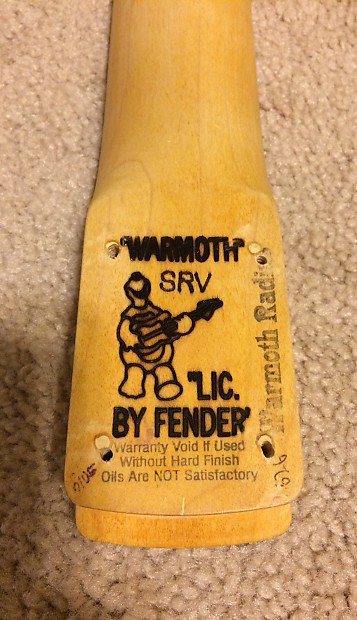 "WARMOTH"
SRV
"LIC.
BY FENDER"
Warranty Void If Used
Without Hard Finish
Oils Are NOT Satisfactory
Warmoth Radius